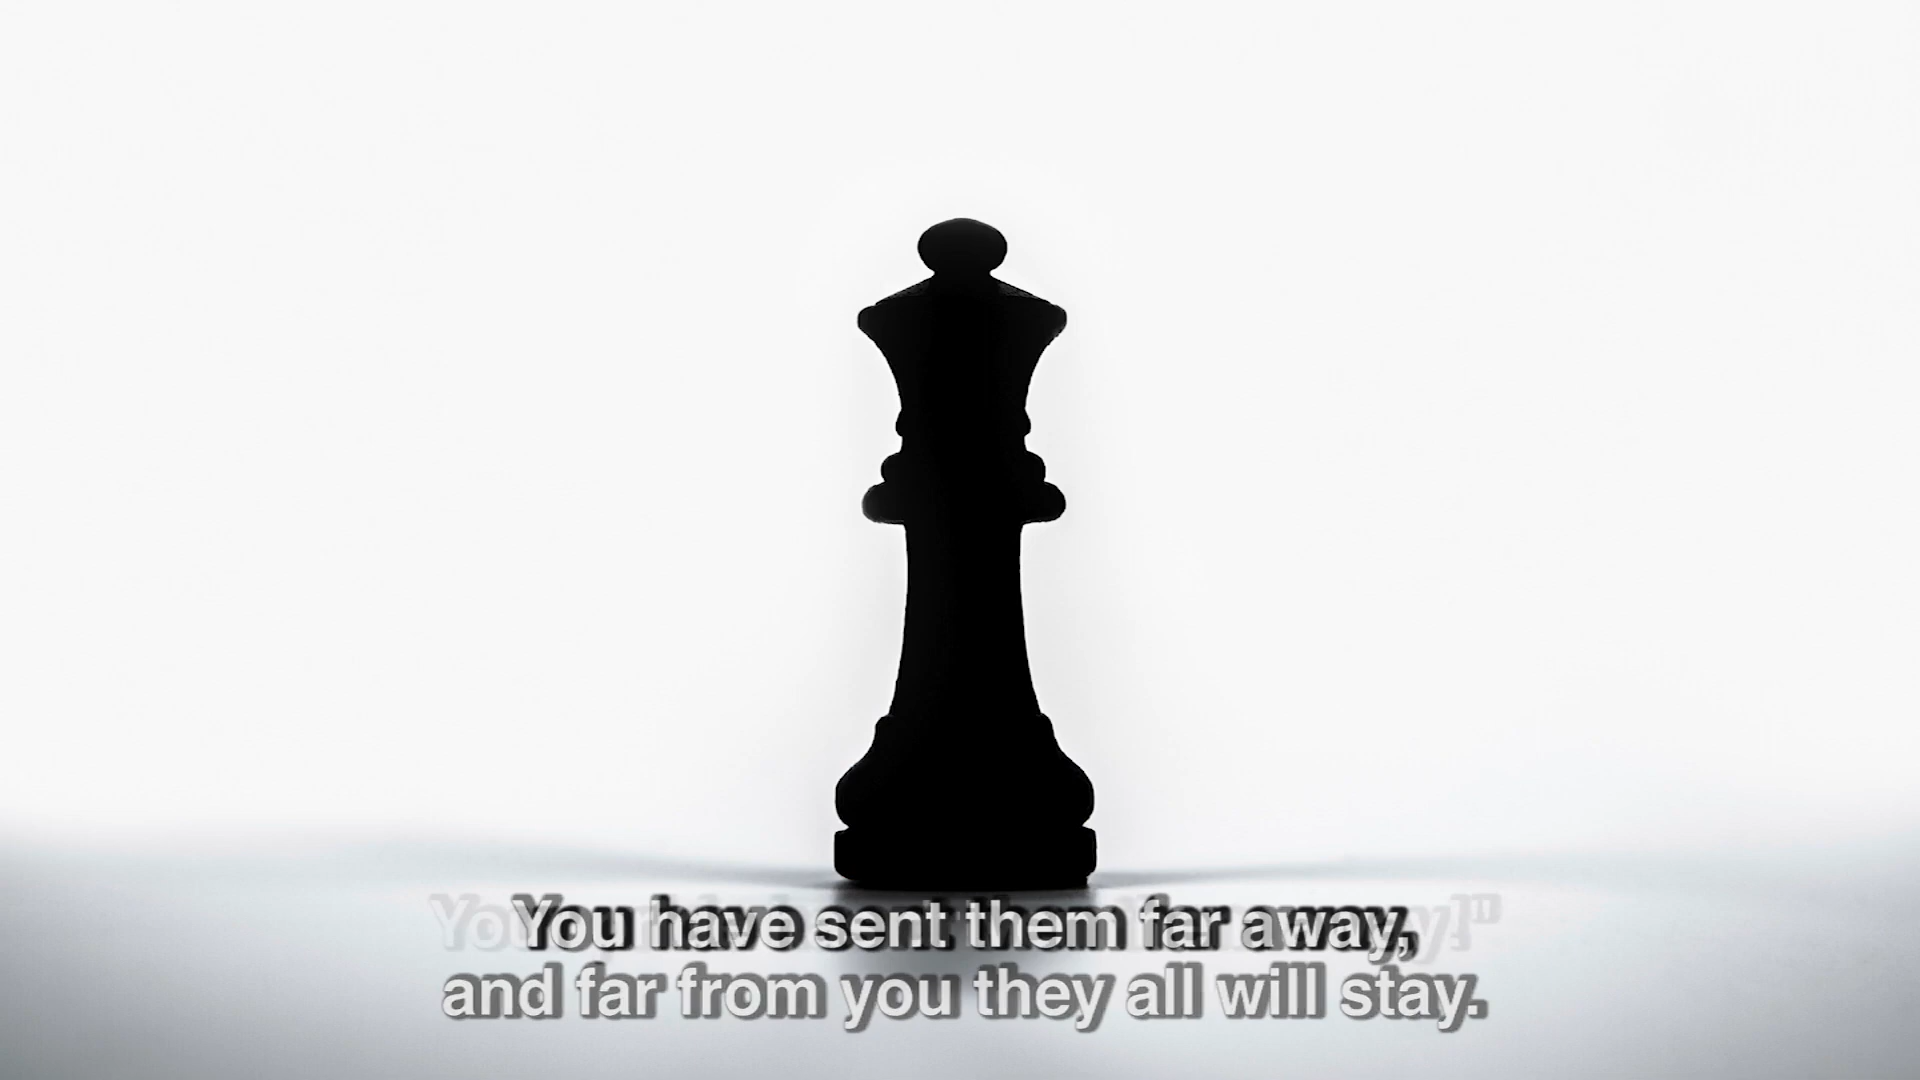 You have sent them far away,
and far from you they all will stay.